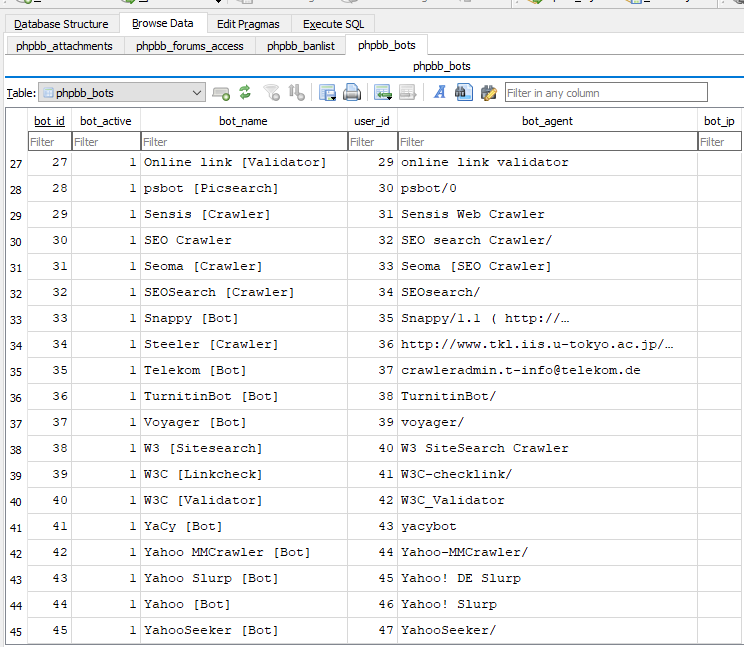 Database Structure Browse Data Edit Pragmas Execute SQL
phpbb_attachments phpbb_forums_access phpbb_banlist phpbb_bots
phpbb_bots
Table: phpbb_bots Filter in any column
bot_id bot_active bot_name user_id bot_agent bot_ip
Filter Filter Filter Filter Filter Filter
27 27 1 Online link [Validator] 29 online link validator
28 28 1 psbot [Picsearch] 30 psbot/0
29 29 1 Sensis [Crawler] 31 Sensis Web Crawler
30 30 1 SEO Crawler 32 SEO search Crawler/
31 31 1 Seoma [Crawler] 33 Seoma [SEO Crawler]
32 32 1 SEOSearch [Crawler] 34 SEOsearch/
33 33 1 Snappy [Bot] 35 Snappy/1.1 ( http://…
34 34 1 Steeler [Crawler] 36 http://www.tkl.iis.u-tokyo.ac.jp/…
35 35 1 Telekom [Bot] 37 crawleradmin.t-info@telekom.de
36 36 1 TurnitinBot [Bot] 38 TurnitinBot/
37 37 1 Voyager [Bot] 39 voyager/
38 38 1 W3 [Sitesearch] 40 W3 SiteSearch Crawler
39 39 1 W3C [Linkcheck] 41 W3C-checklink/
40 40 1 W3C [Validator] 42 W3C_Validator
41 41 1 YaCy [Bot] 43 yacybot
42 42 1 Yahoo MMCrawler [Bot] 44 Yahoo-MMCrawler/
43 43 1 Yahoo Slurp [Bot] 45 Yahoo! DE Slurp
44 44 1 Yahoo [Bot] 46 Yahoo! Slurp
45 45 1 YahooSeeker [Bot] 47 YahooSeeker/